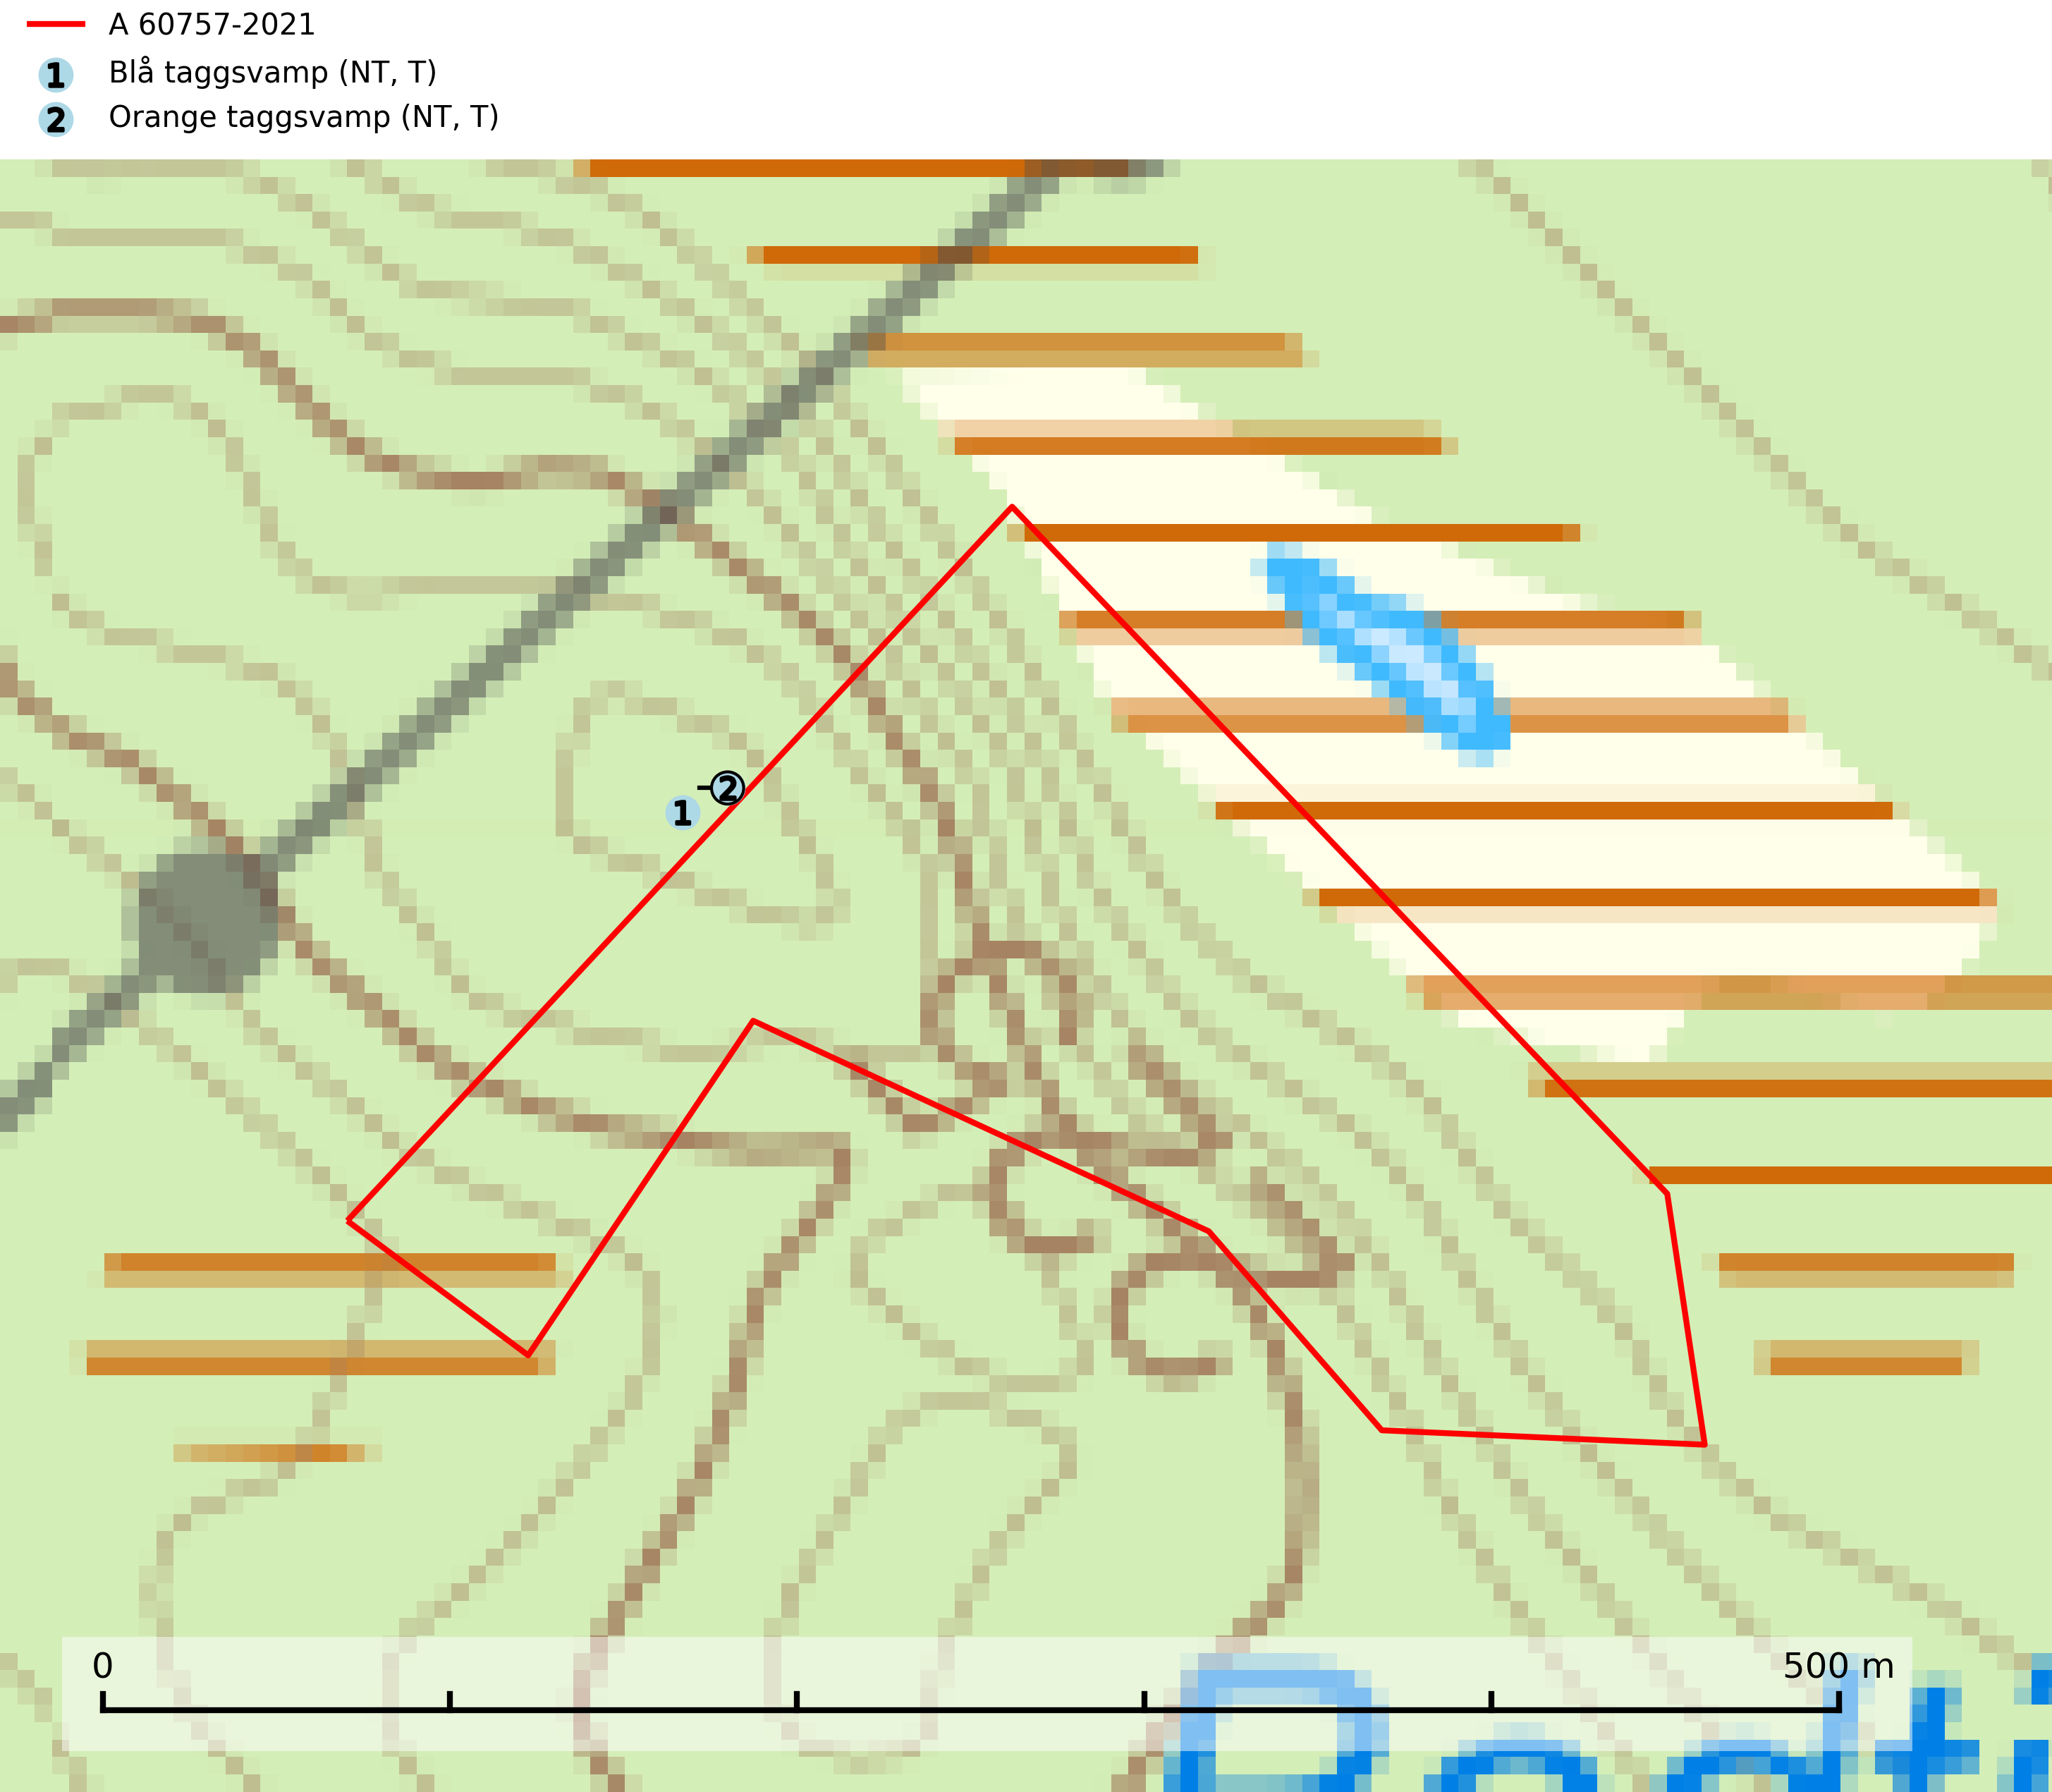 A 60757-2021
1 Blå taggsvamp (NT, T)
2 Orange taggsvamp (NT, T)
2
1
0 500 m